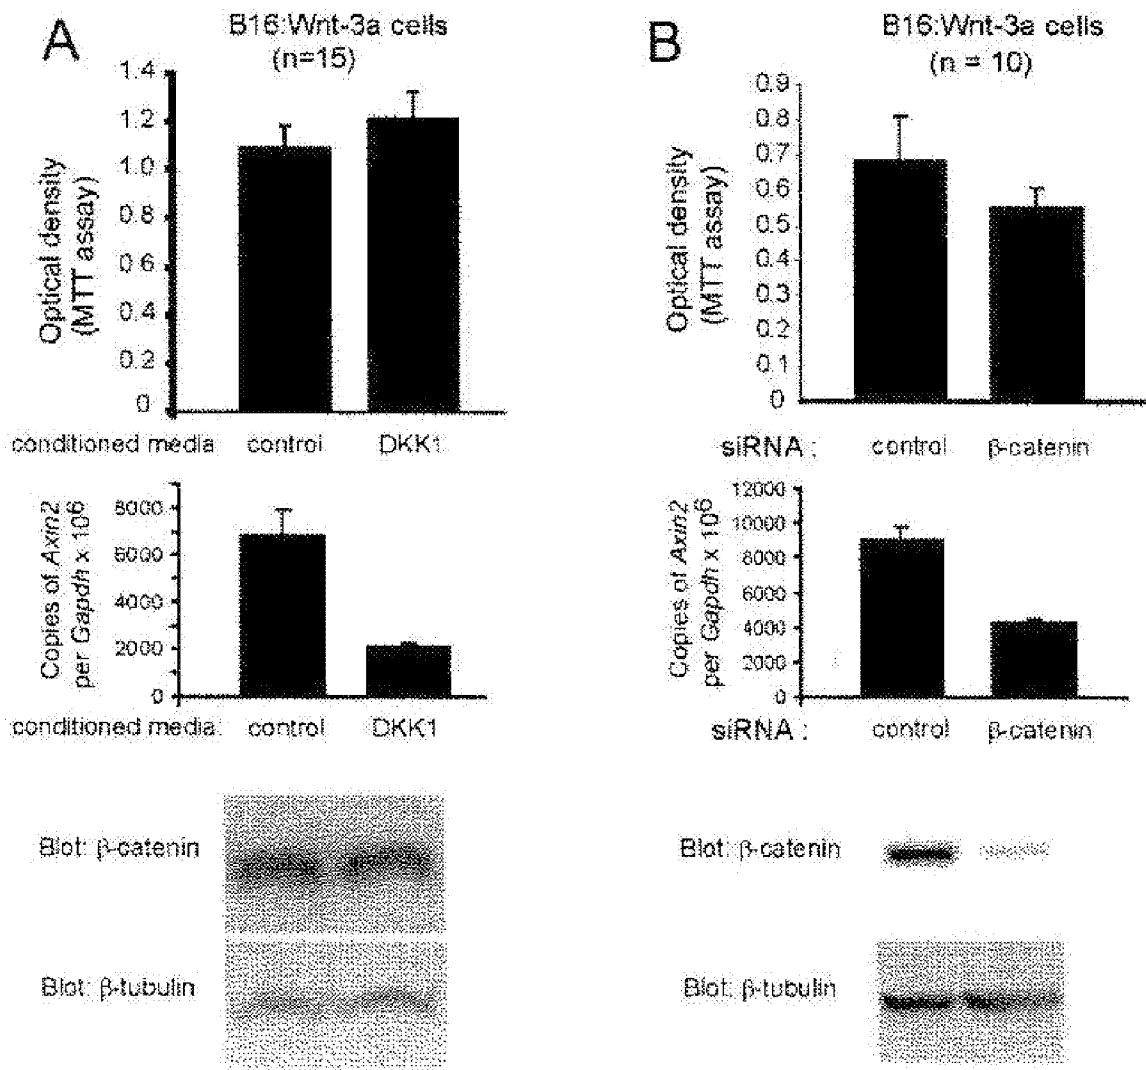 A
B16:Wnt-3a cells
(n=15)
Optical density
(MTT assay)
1.4
1.2
1.0
0.8
0.6
0.4
0.2
0
conditioned media
control
DKK1
Copies of Axin2
per Gapdh x 10⁶
8000
6000
4000
2000
0
conditioned media:
control
DKK1
Blot: β-catenin
Blot: β-tubulin
B
B16:Wnt-3a cells
(n = 10)
Optical density
(MTT assay)
0.9
0.8
0.7
0.6
0.5
0.4
0.3
0.2
0.1
0
siRNA :
control
β-catenin
Copies of Axin2
per Gapdh x 10⁶
12000
10000
8000
6000
4000
2000
0
siRNA :
control
β-catenin
Blot: β-catenin
Blot: β-tubulin